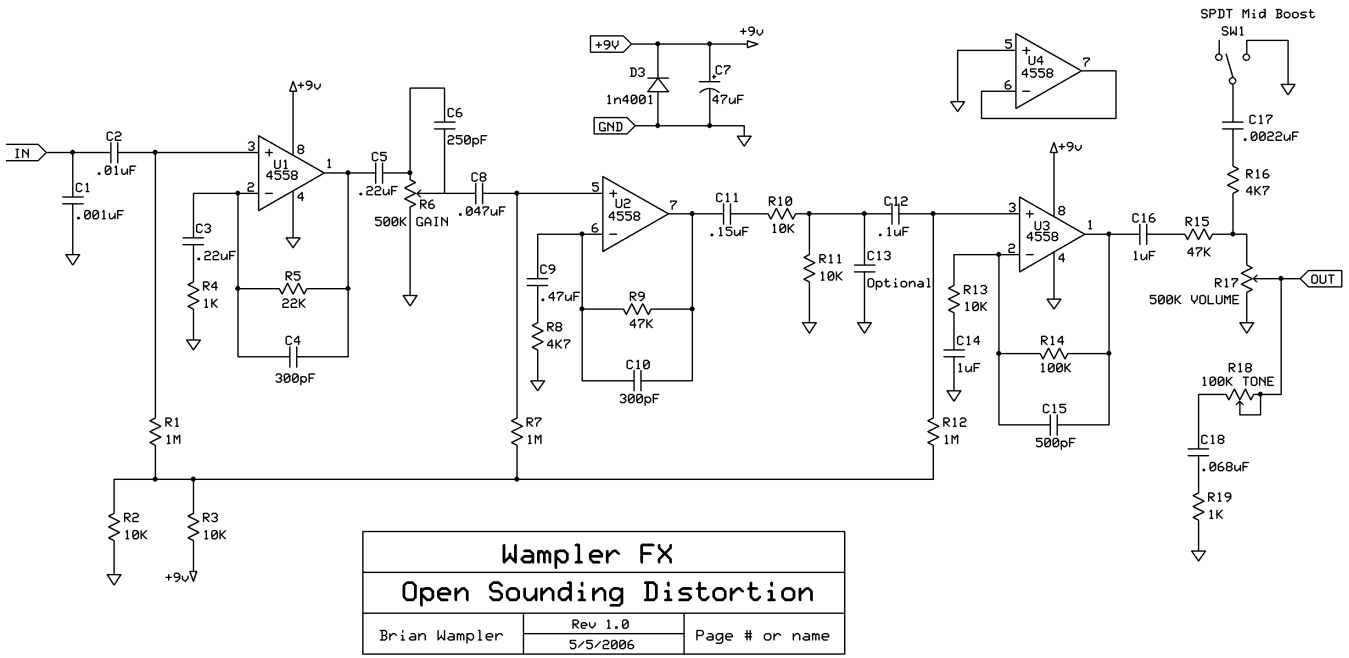 SPDT Mid Boost
SW1
+9V
+9v
D3
1n4001
C7
+
47uF
GND
5
+
U4
4558
6
−
7
C17
.0022uF
R16
4K7
IN
C2
.01uF
C1
.001uF
+9v
3
+
8
U1
4558
1
2
−
4
C3
.22uF
R4
1K
R5
22K
C4
300pF
C5
.22uF
C6
250pF
R6
500K GAIN
C8
.047uF
5
+
U2
4558
7
6
−
C9
.47uF
R8
4K7
R9
47K
C10
300pF
C11
.15uF
R10
10K
R11
10K
C12
.1uF
C13
Optional
+9v
3
+
8
U3
4558
1
2
−
4
R13
10K
C14
1uF
R14
100K
C15
500pF
C16
1uF
R15
47K
R17
500K VOLUME
OUT
R18
100K TONE
C18
.068uF
R19
1K
R1
1M
R7
1M
R12
1M
R2
10K
R3
10K
+9v
Wampler FX
Open Sounding Distortion
Brian Wampler
Rev 1.0
5/5/2006
Page # or name